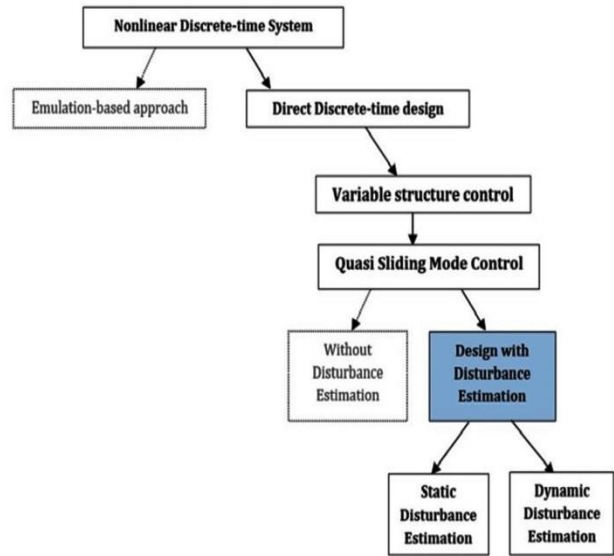 Nonlinear Discrete-time System
Emulation-based approach
Direct Discrete-time design
Variable structure control
Quasi Sliding Mode Control
Without
Disturbance
Estimation
Design with
Disturbance
Estimation
Static
Disturbance
Estimation
Dynamic
Disturbance
Estimation